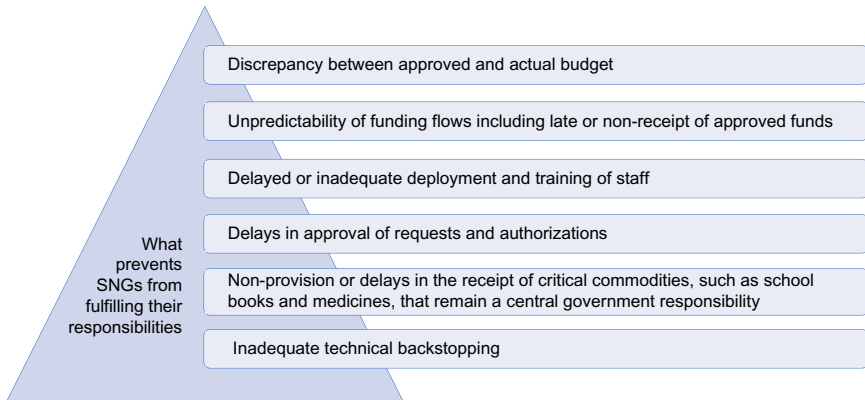 Discrepancy between approved and actual budget
Unpredictability of funding flows including late or non-receipt of approved funds
Delayed or inadequate deployment and training of staff
Delays in approval of requests and authorizations
What
prevents
SNGs from
fulfilling their
responsibilities
Non-provision or delays in the receipt of critical commodities, such as school
books and medicines, that remain a central government responsibility
Inadequate technical backstopping